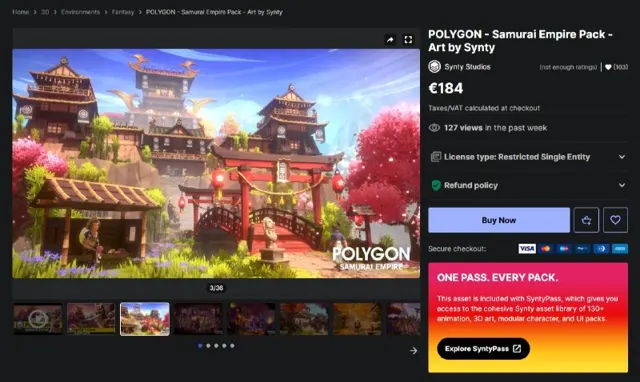 Home > 3D > Environments > Fantasy > POLYGON - Samurai Empire Pack - Art by Synty
POLYGON - Samurai Empire Pack -
Art by Synty
Synty Studios
(not enough ratings) | (103)
€184
Taxes/VAT calculated at checkout
127 views in the past week
License type: Restricted Single Entity
Refund policy
Buy Now
Secure checkout:
VISA
POLYGON
SAMURAI EMPIRE
3/36
ONE PASS. EVERY PACK.
This asset is included with SyntyPass, which gives you
access to the cohesive Synty asset library of 130+
animation, 3D art, modular character, and UI packs.
Explore SyntyPass